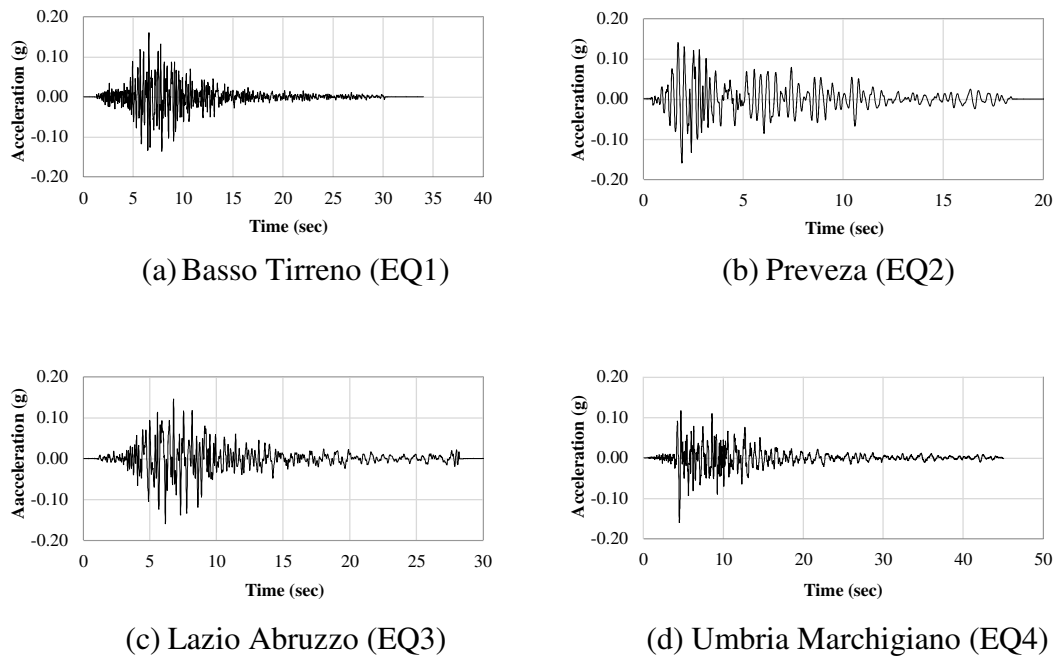 0.20
0.10
0.00
-0.10
-0.20
Acceleration (g)
0 5 10 15 20 25 30 35 40
Time (sec)
(a) Basso Tirreno (EQ1)
0.20
0.10
0.00
-0.10
-0.20
Acceleration (g)
0 5 10 15 20
Time (sec)
(b) Preveza (EQ2)
0.20
0.10
0.00
-0.10
-0.20
Aacceleration (g)
0 5 10 15 20 25 30
Time (sec)
(c) Lazio Abruzzo (EQ3)
0.20
0.10
0.00
-0.10
-0.20
Acceleration (g)
0 10 20 30 40 50
Time (sec)
(d) Umbria Marchigiano (EQ4)